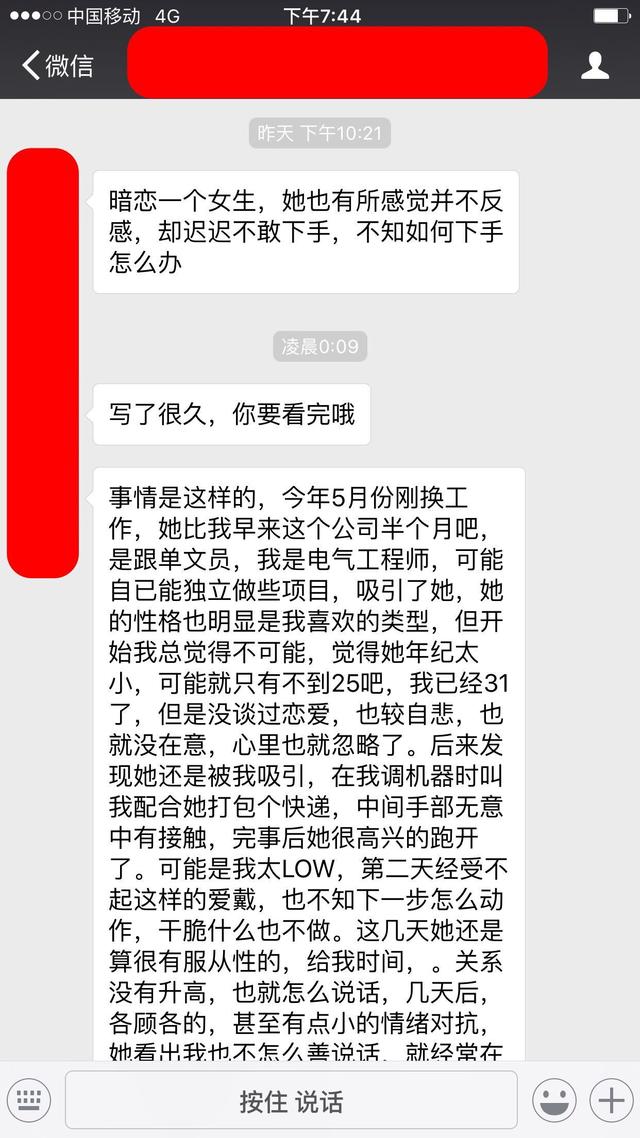 中国移动 4G 下午7:44
微信
昨天 下午10:21
暗恋一个女生，她也有所感觉并不反
感，却迟迟不敢下手，不知如何下手
怎么办
凌晨0:09
写了很久，你要看完哦
事情是这样的，今年5月份刚换工
作，她比我早来这个公司半个月吧，
是跟单文员，我是电气工程师，可能
自已能独立做些项目，吸引了她，她
的性格也明显是我喜欢的类型，但开
始我总觉得不可能，觉得她年纪太
小，可能就只有不到25吧，我已经31
了，但是没谈过恋爱，也较自悲，也
就没在意，心里也就忽略了。后来发
现她还是被我吸引，在我调机器时叫
我配合她打包个快递，中间手部无意
中有接触，完事后她很高兴的跑开
了。可能是我太LOW，第二天经受不
起这样的爱戴，也不知下一步怎么动
作，干脆什么也不做。这几天她还是
算很有服从性的，给我时间，。关系
没有升高，也就怎么说话，几天后，
各顾各的，甚至有点小的情绪对抗，
她看出我也不怎么善说话，就经常在
按住 说话